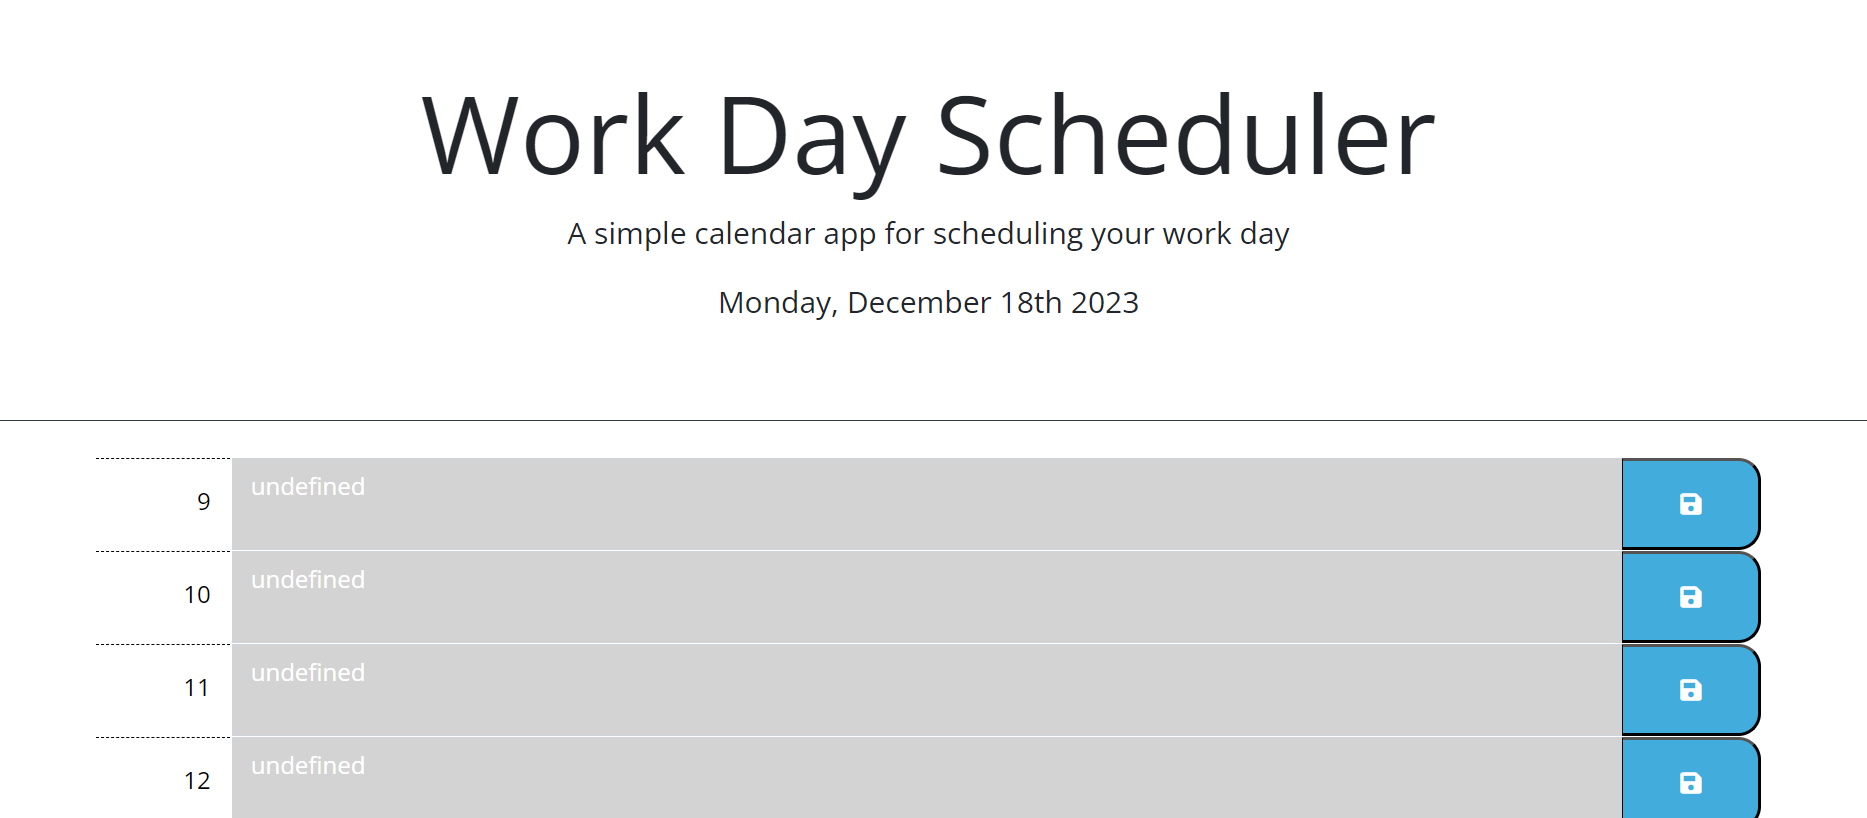 Work Day Scheduler
A simple calendar app for scheduling your work day
Monday, December 18th 2023
9
undefined
10
undefined
11
undefined
12
undefined